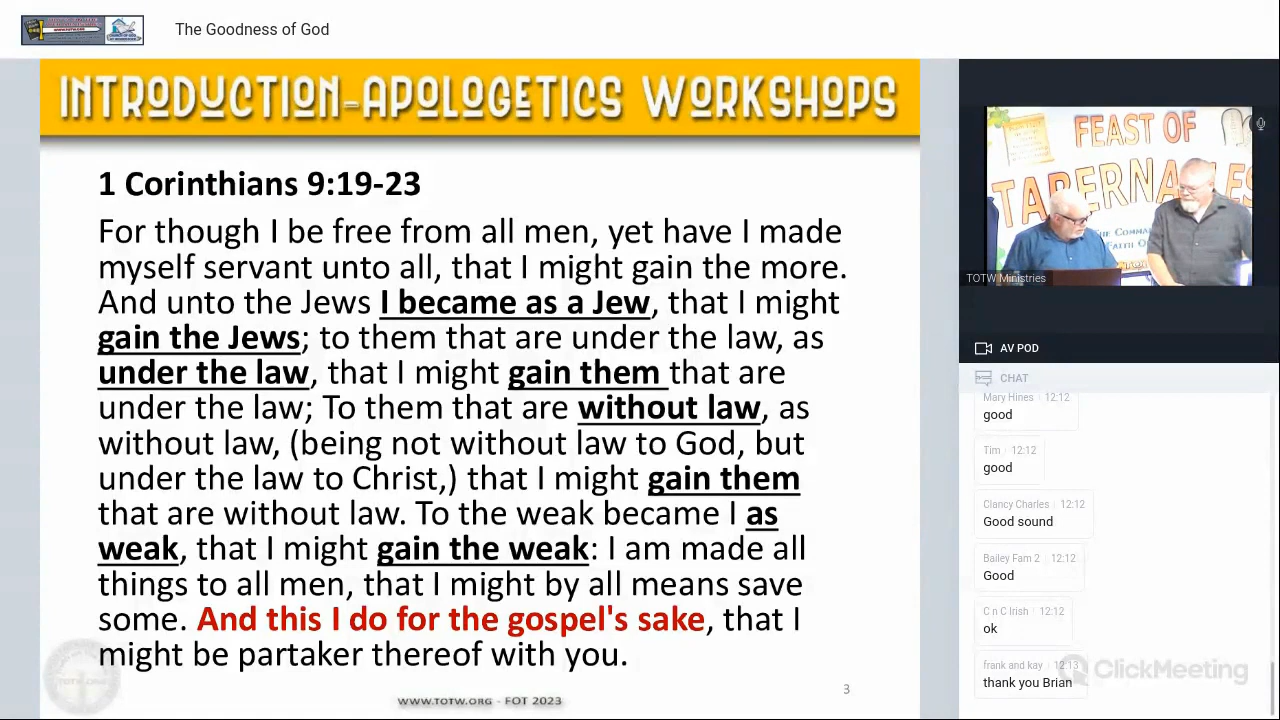 The Goodness of God
INTRODUCTION-APOLOGETICS WORKSHOPS
1 Corinthians 9:19-23
For though I be free from all men, yet have I made
myself servant unto all, that I might gain the more.
And unto the Jews I became as a Jew, that I might
gain the Jews; to them that are under the law, as
under the law, that I might gain them that are
under the law; To them that are without law, as
without law, (being not without law to God, but
under the law to Christ,) that I might gain them
that are without law. To the weak became I as
weak, that I might gain the weak: I am made all
things to all men, that I might by all means save
some. And this I do for the gospel's sake, that I
might be partaker thereof with you.
WWW.TOTW.ORG - FOT 2023
3
FEAST OF
TABERNACLES
TOTW Ministries
AV POD
CHAT
Mary Hines 12:12
good
Tim 12:12
good
Clancy Charles 12:12
Good sound
Bailey Fam 2 12:12
Good
C n C Irish 12:12
ok
frank and kay 12:13
thank you Brian
ClickMeeting